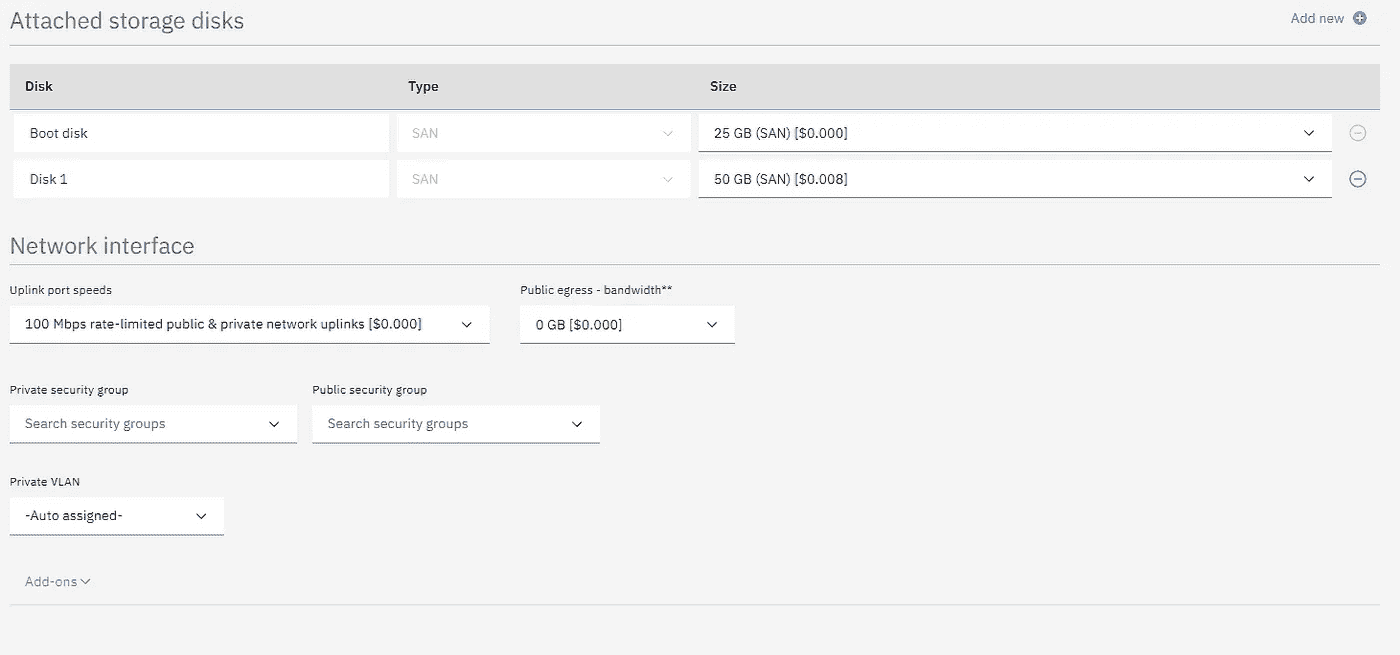 Attached storage disks
Add new
Disk Type Size
Boot disk SAN 25 GB (SAN) [$0.000]
Disk 1 SAN 50 GB (SAN) [$0.008]
Network interface
Uplink port speeds Public egress - bandwidth**
100 Mbps rate-limited public & private network uplinks [$0.000] 0 GB [$0.000]
Private security group Public security group
Search security groups Search security groups
Private VLAN
-Auto assigned-
Add-ons